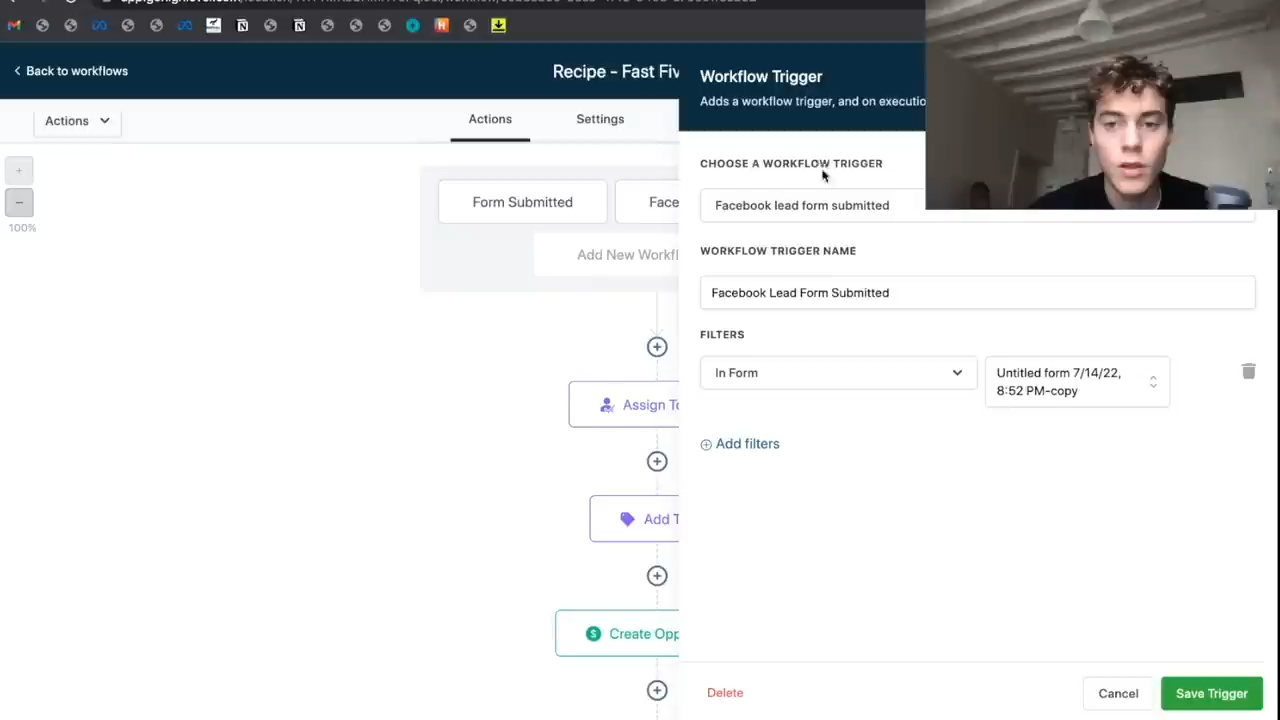 Back to workflows
Recipe - Fast Fiv
Workflow Trigger
Adds a workflow trigger, and on executio
Actions
Actions
Settings
100%
Form Submitted
Face
Add New Workfl
Assign To
Add T
Create Opp
CHOOSE A WORKFLOW TRIGGER
Facebook lead form submitted
WORKFLOW TRIGGER NAME
Facebook Lead Form Submitted
FILTERS
In Form
Untitled form 7/14/22,
8:52 PM-copy
Add filters
Delete
Cancel
Save Trigger